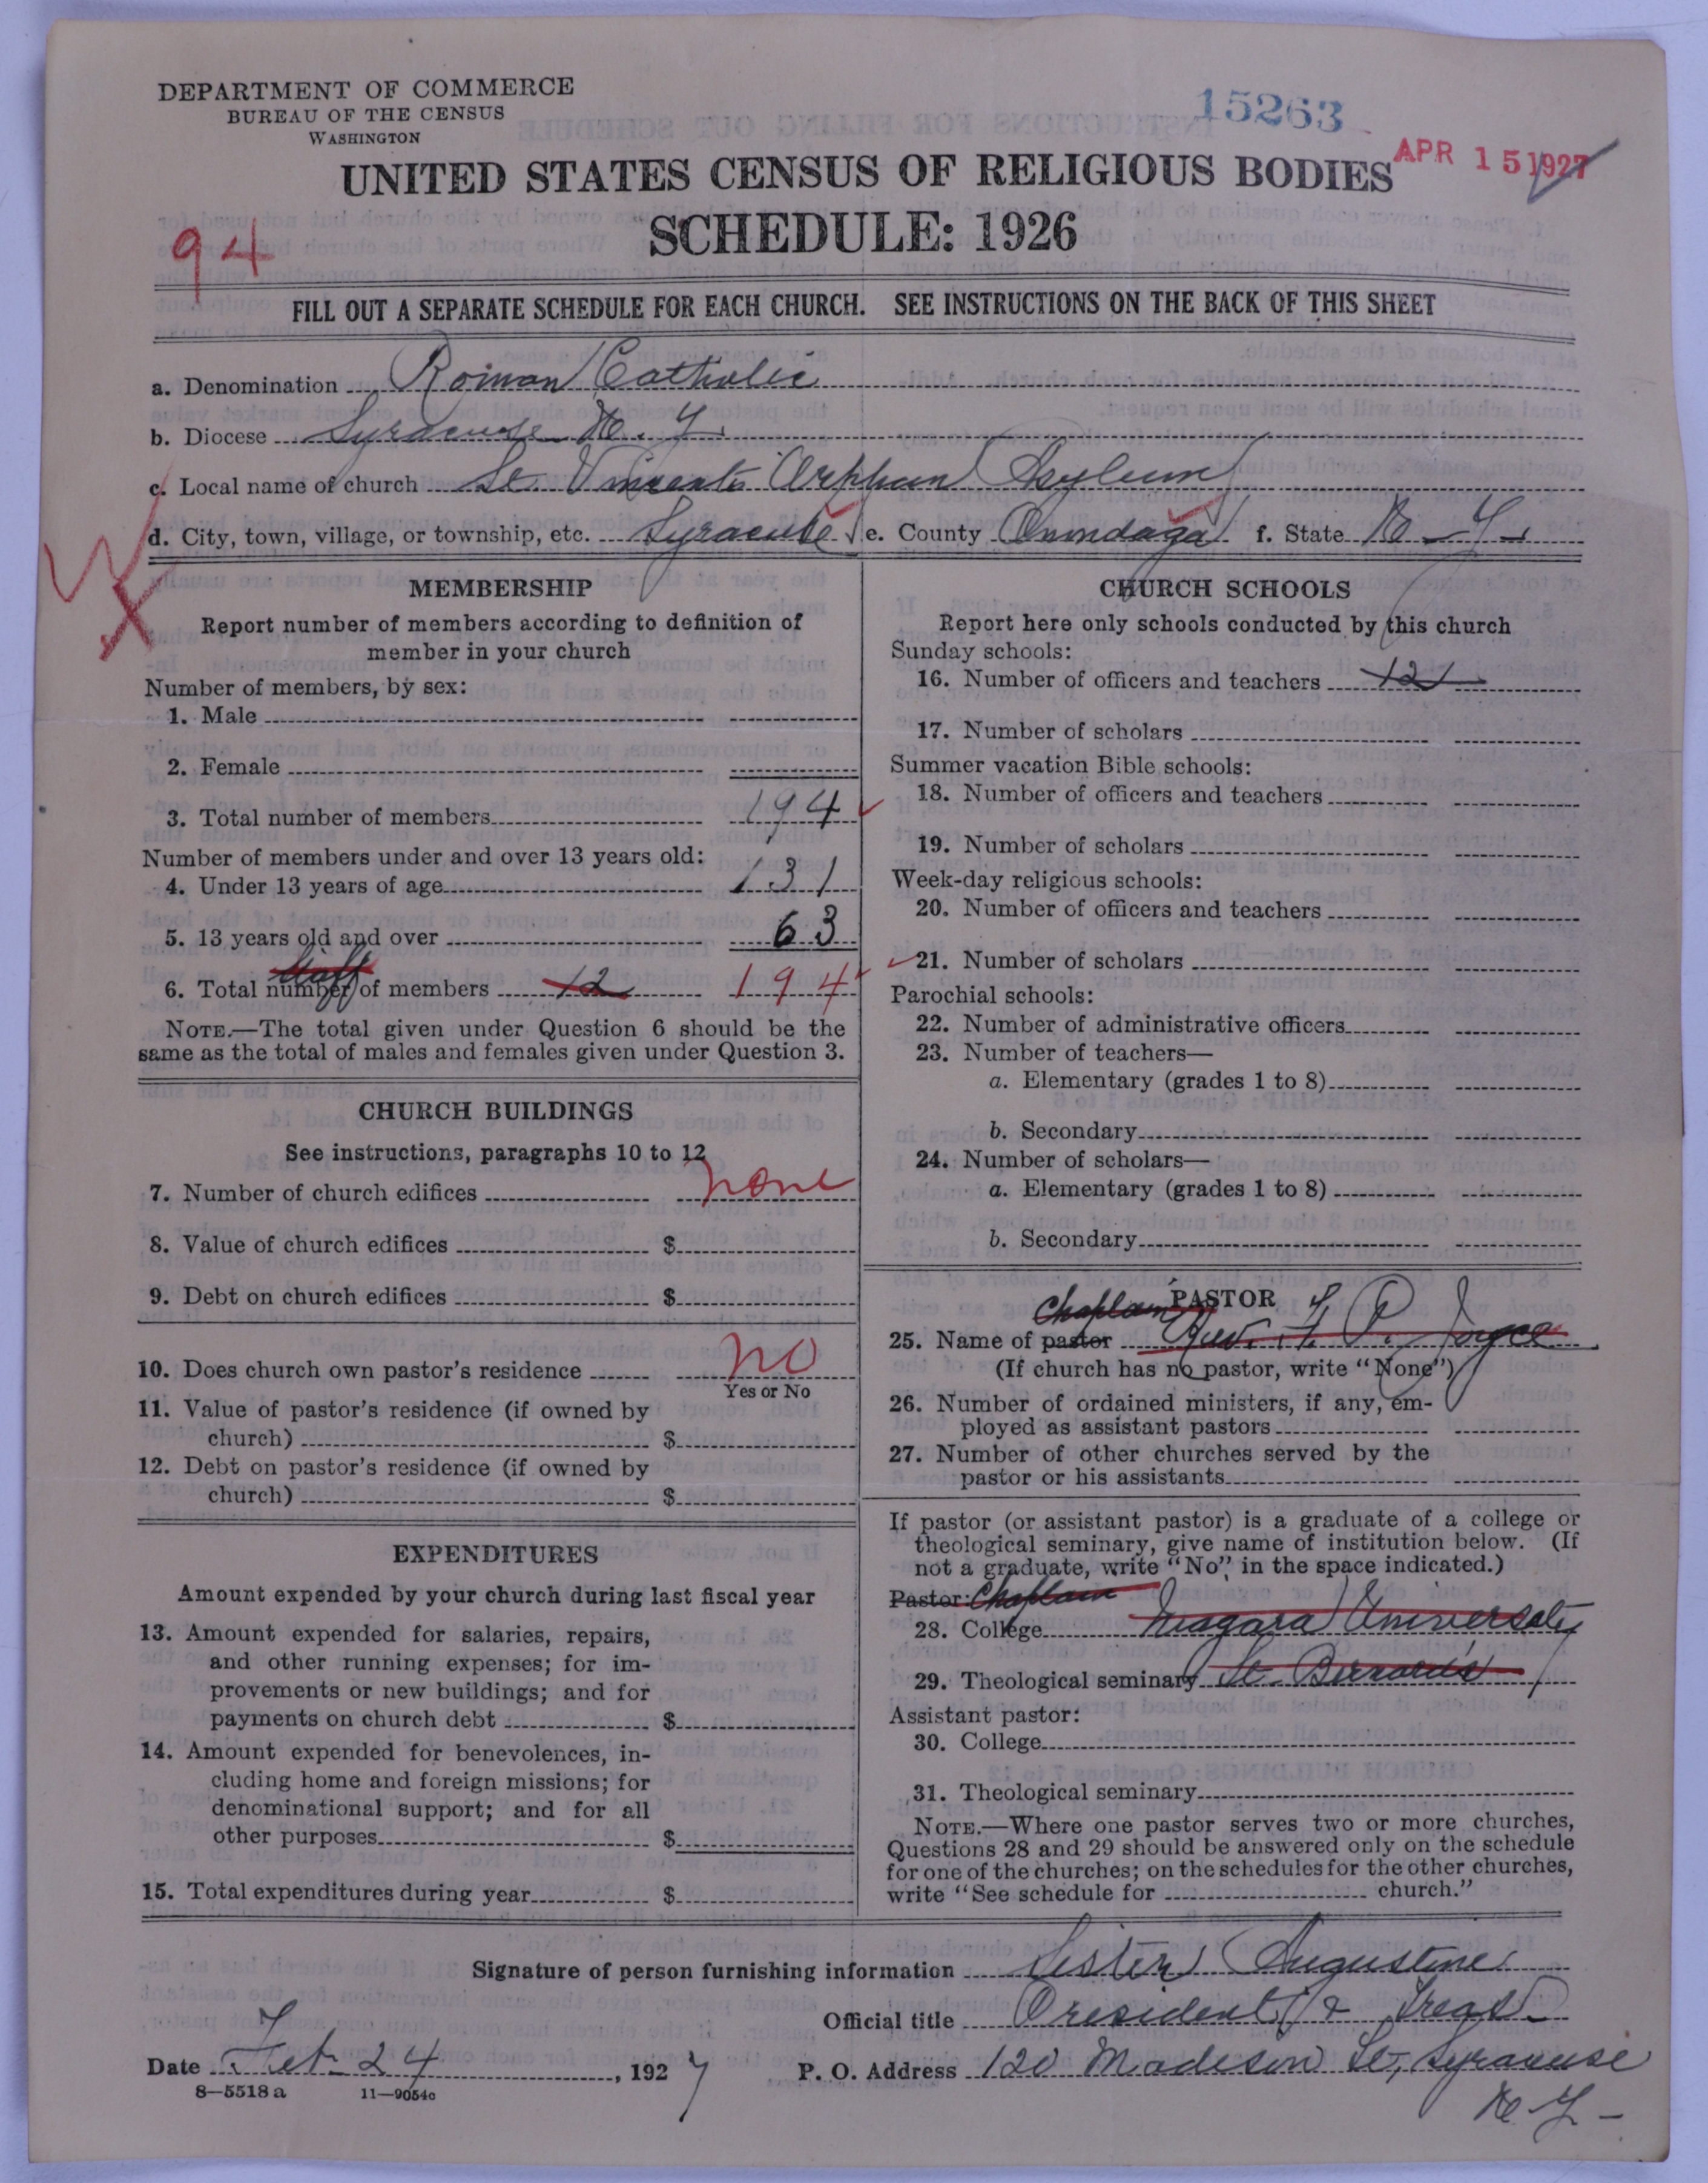 DEPARTMENT OF COMMERCE
BUREAU OF THE CENSUS
WASHINGTON
15263
APR 15 1927
UNITED STATES CENSUS OF RELIGIOUS BODIES
SCHEDULE: 1926
94
FILL OUT A SEPARATE SCHEDULE FOR EACH CHURCH. SEE INSTRUCTIONS ON THE BACK OF THIS SHEET
a. Denomination Roman Catholic
b. Diocese Syracuse N. Y.
c. Local name of church St. Vincents Orphan Asylum
d. City, town, village, or township, etc. Syracuse e. County Onondaga f. State N. Y.
MEMBERSHIP
Report number of members according to definition of
member in your church
Number of members, by sex:
1. Male
2. Female
3. Total number of members 194
Number of members under and over 13 years old:
4. Under 13 years of age 131
5. 13 years old and over 63
Staff
6. Total number of members 12 194
NOTE.—The total given under Question 6 should be the
same as the total of males and females given under Question 3.
CHURCH BUILDINGS
See instructions, paragraphs 10 to 12
7. Number of church edifices none
8. Value of church edifices $
9. Debt on church edifices $
10. Does church own pastor's residence no
Yes or No
11. Value of pastor's residence (if owned by
church) $
12. Debt on pastor's residence (if owned by
church) $
EXPENDITURES
Amount expended by your church during last fiscal year
13. Amount expended for salaries, repairs,
and other running expenses; for im-
provements or new buildings; and for
payments on church debt $
14. Amount expended for benevolences, in-
cluding home and foreign missions; for
denominational support; and for all
other purposes $
15. Total expenditures during year $
CHURCH SCHOOLS
Report here only schools conducted by this church
Sunday schools:
16. Number of officers and teachers 12
17. Number of scholars
Summer vacation Bible schools:
18. Number of officers and teachers
19. Number of scholars
Week-day religious schools:
20. Number of officers and teachers
21. Number of scholars
Parochial schools:
22. Number of administrative officers
23. Number of teachers—
a. Elementary (grades 1 to 8)
b. Secondary
24. Number of scholars—
a. Elementary (grades 1 to 8)
b. Secondary
PASTOR
Chaplain
25. Name of pastor Rev. F. P. Joyce
(If church has no pastor, write "None")
26. Number of ordained ministers, if any, em-
ployed as assistant pastors
27. Number of other churches served by the
pastor or his assistants
If pastor (or assistant pastor) is a graduate of a college or
theological seminary, give name of institution below. (If
not a graduate, write "No" in the space indicated.)
Pastor: Chaplain
28. College Niagara University
29. Theological seminary St. Bernard's
Assistant pastor:
30. College
31. Theological seminary
NOTE.—Where one pastor serves two or more churches,
Questions 28 and 29 should be answered only on the schedule
for one of the churches; on the schedules for the other churches,
write "See schedule for church."
Signature of person furnishing information Sister Augustine
Official title President & Treas.
Date Feb. 24, 1927 P. O. Address 120 Madison St., Syracuse
N. Y.
8—5518 a 11—9054c